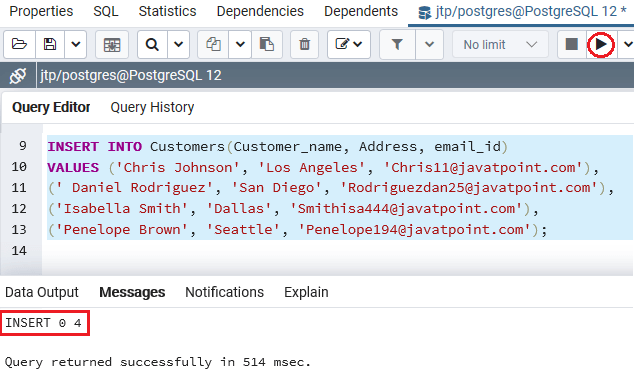 Properties SQL Statistics Dependencies Dependents jtp/postgres@PostgreSQL 12 *
No limit
jtp/postgres@PostgreSQL 12
Query Editor Query History
9 INSERT INTO Customers(Customer_name, Address, email_id)
10 VALUES ('Chris Johnson', 'Los Angeles', 'Chris11@javatpoint.com'),
11 (' Daniel Rodriguez', 'San Diego', 'Rodriguezdan25@javatpoint.com'),
12 ('Isabella Smith', 'Dallas', 'Smithisa444@javatpoint.com'),
13 ('Penelope Brown', 'Seattle', 'Penelope194@javatpoint.com');
14
Data Output Messages Notifications Explain
INSERT 0 4
Query returned successfully in 514 msec.